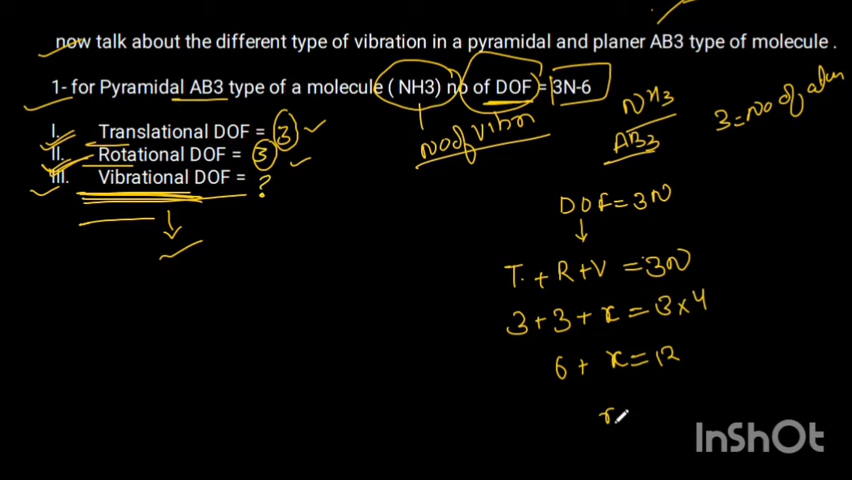 now talk about the different type of vibration in a pyramidal and planer AB3 type of molecule .
1- for Pyramidal AB3 type of a molecule ( NH3) no of DOF = 3N-6
I. Translational DOF = 3
II. Rotational DOF = 3
III. Vibrational DOF = ?
no of vibrn
NH3
AB3
3 = no of atm
DOF = 3N
T. + R + V = 3N
3 + 3 + x = 3 x 4
6 + x = 12
InShOt